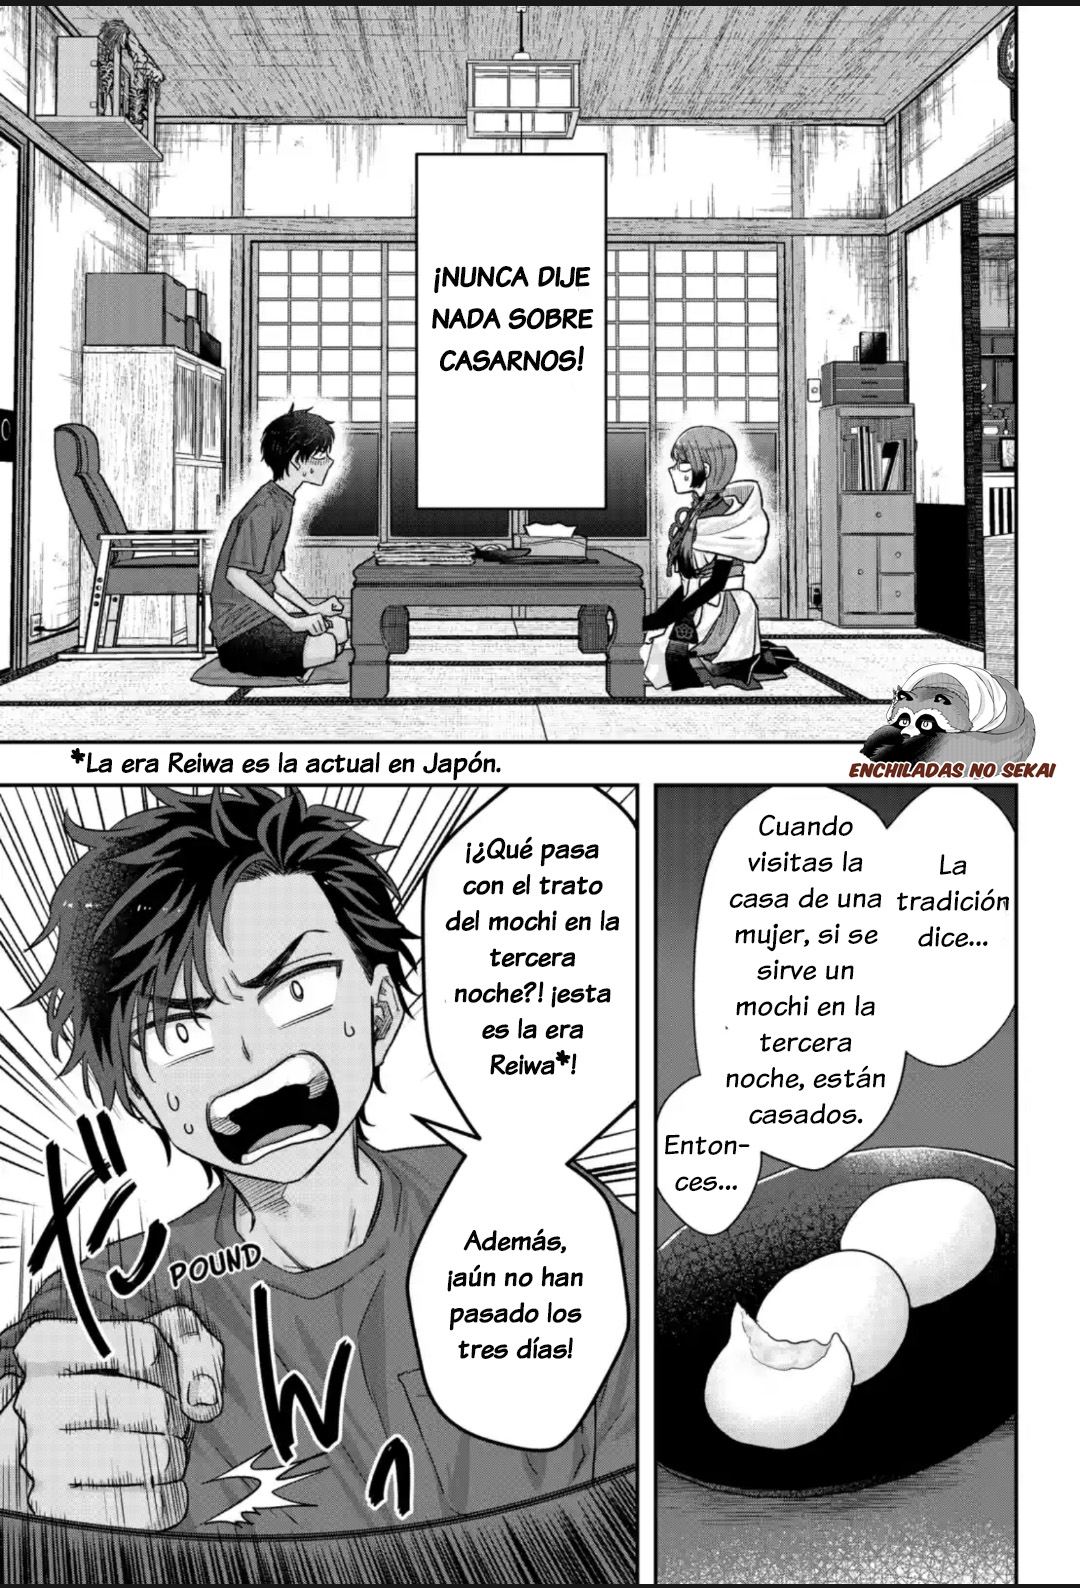 ¡NUNCA DIJE
NADA SOBRE
CASARNOS!
*La era Reiwa es la actual en Japón.
ENCHILADAS NO SEKAI
La
tradición
dice...
Cuando
visitas la
casa de una
mujer, si se
sirve un
mochi en la
tercera
noche, están
casados.
Enton-
ces...
¡¿Qué pasa
con el trato
del mochi en la
tercera
noche?! ¡esta
es la era
Reiwa*!
Además,
¡aún no han
pasado los
tres días!
POUND